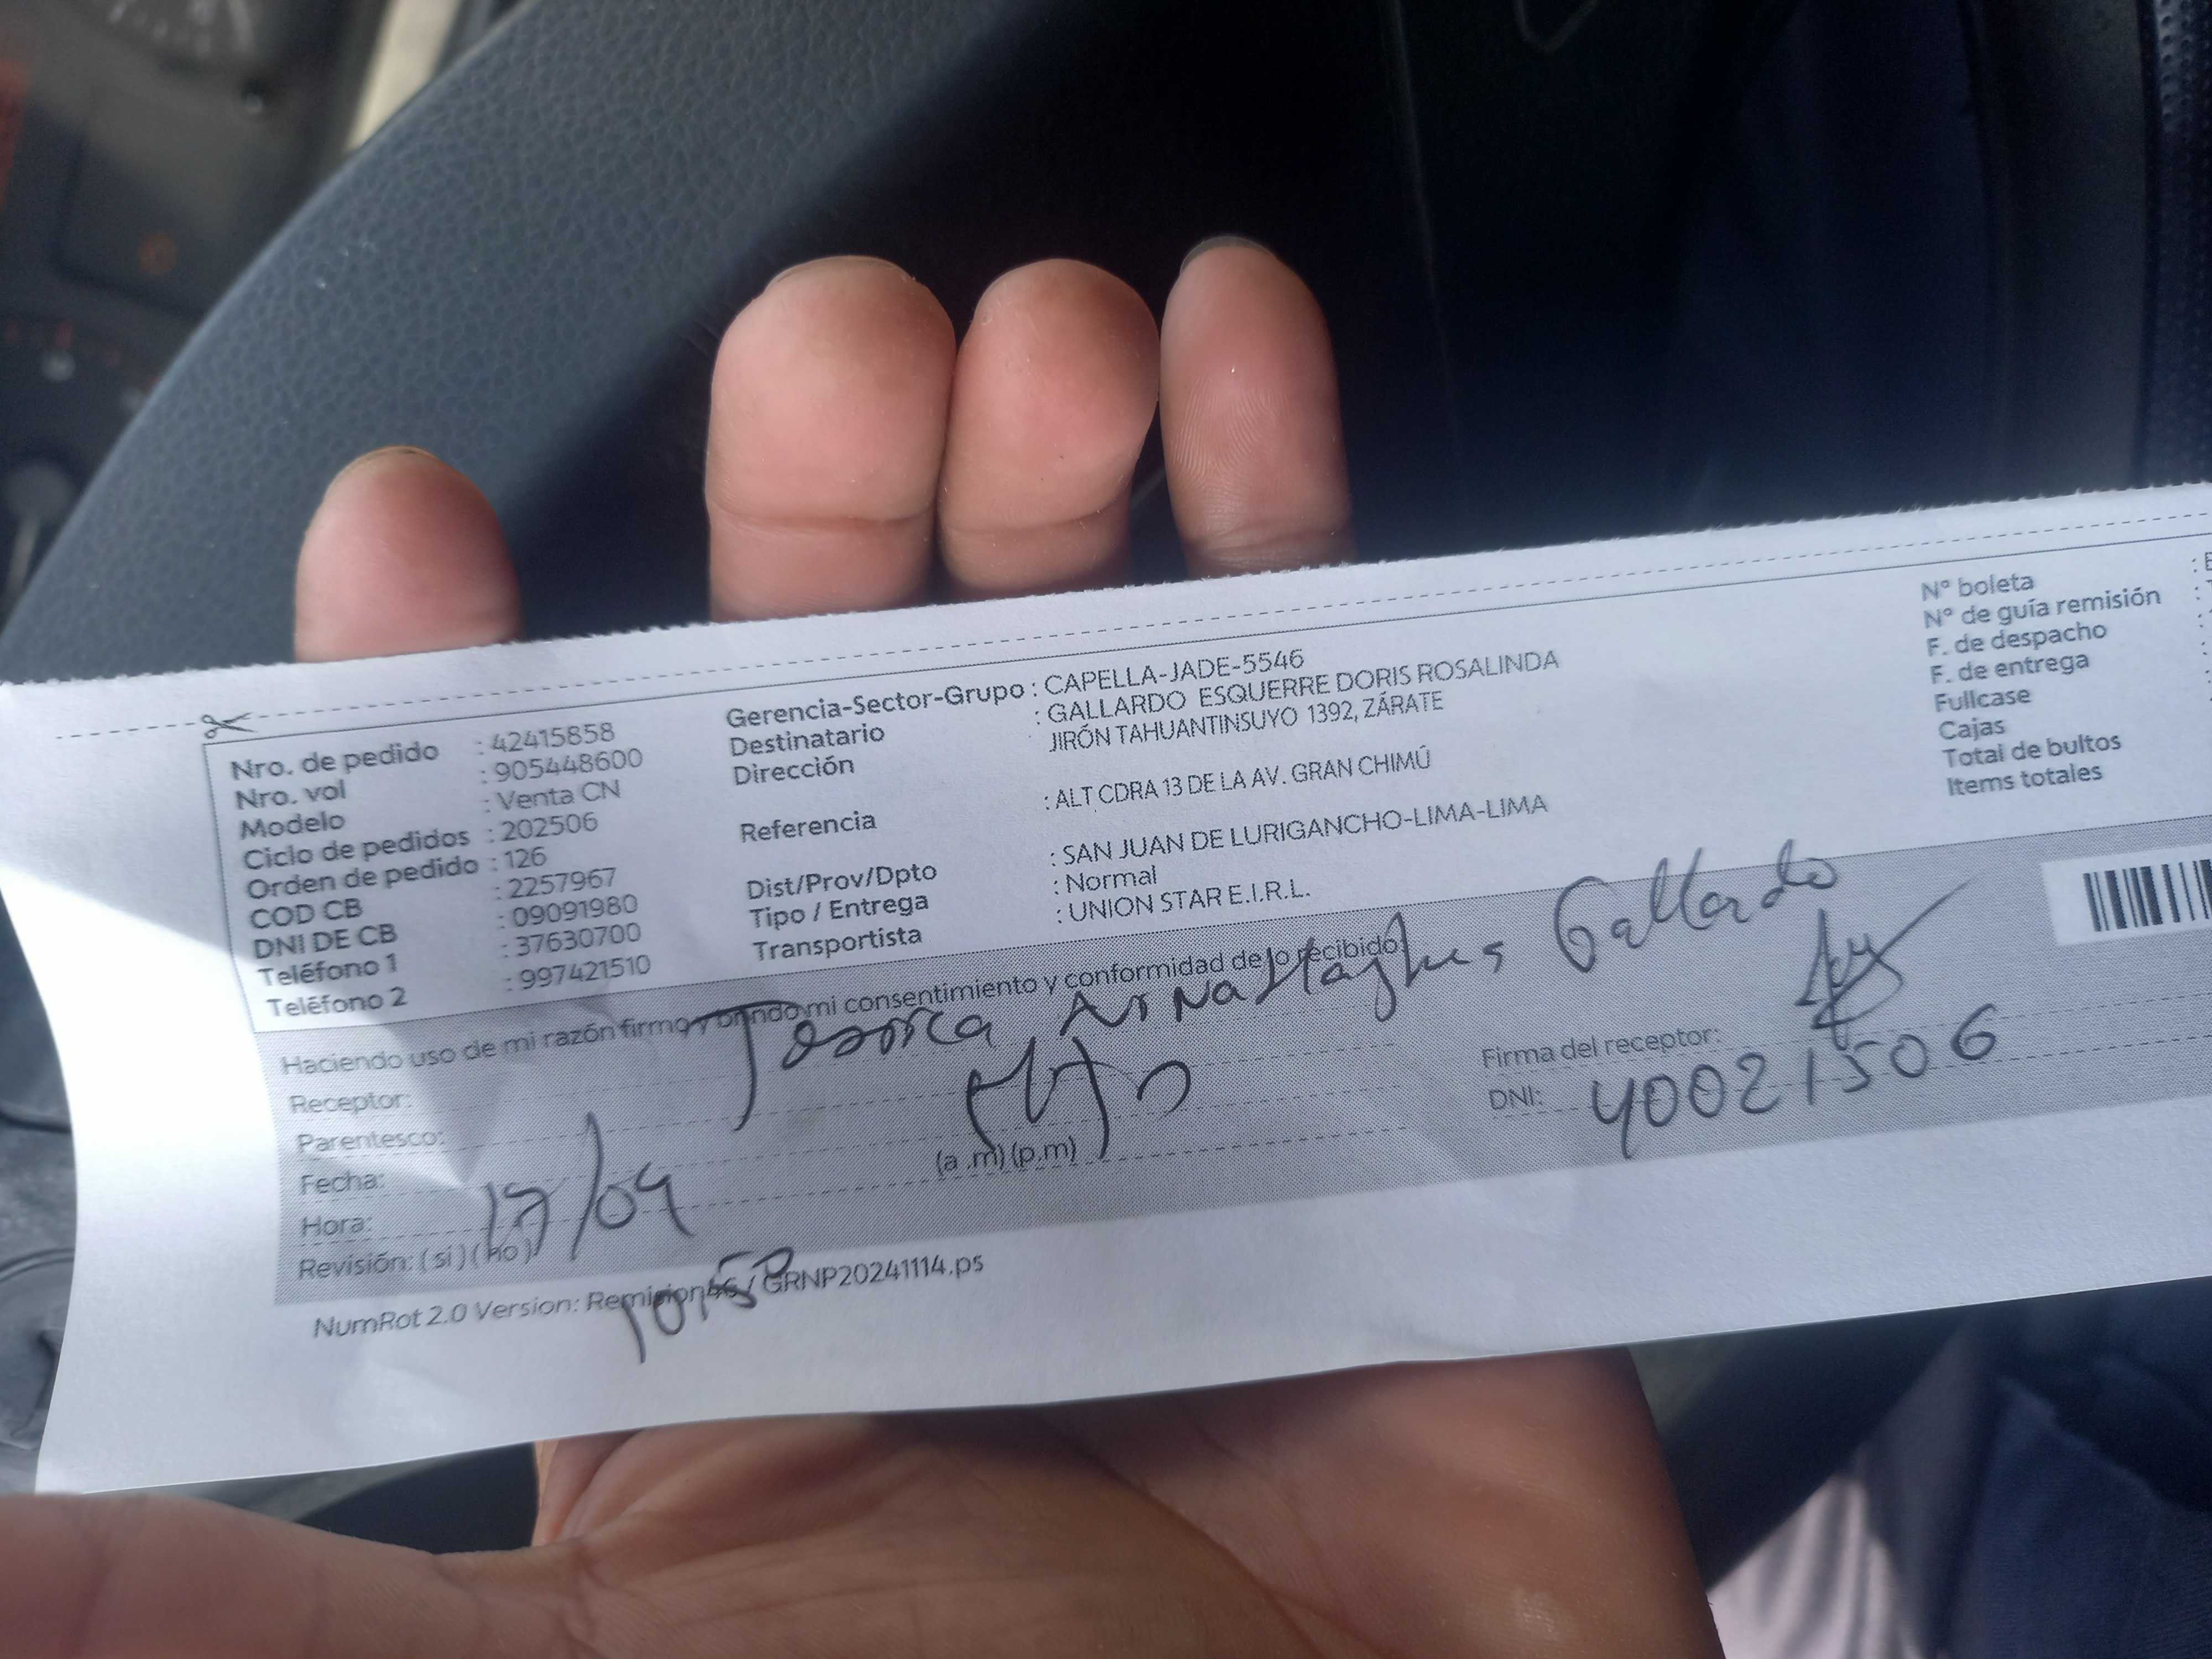 Nro. de pedido : 42415858
Nro. vol : 905448600
Modelo : Venta CN
Ciclo de pedidos : 202506
Orden de pedido : 126
COD CB : 2257967
DNI DE CB : 09091980
Teléfono 1 : 37630700
Teléfono 2 : 997421510
Gerencia-Sector-Grupo : CAPELLA-JADE-5546
Destinatario : GALLARDO ESQUERRE DORIS ROSALINDA
Dirección JIRÓN TAHUANTINSUYO 1392, ZÁRATE
Referencia : ALT CDRA 13 DE LA AV. GRAN CHIMÚ
Dist/Prov/Dpto : SAN JUAN DE LURIGANCHO-LIMA-LIMA
Tipo / Entrega : Normal
Transportista : UNION STAR E.I.R.L.
N° boleta :
N° de guía remisión :
F. de despacho :
F. de entrega :
Fullcase :
Cajas
Total de bultos
Items totales
Haciendo uso de mi razón firmo y brindo mi consentimiento y conformidad de lo recibido
Receptor: Gallardo
Parentesco:
Fecha: 17/04
Hora: (a .m) (p.m)
Revisión: ( si ) ( no )
Firma del receptor:
DNI: 40021506
NumRot 2.0 Version: Remision46 / GRNP20241114.ps